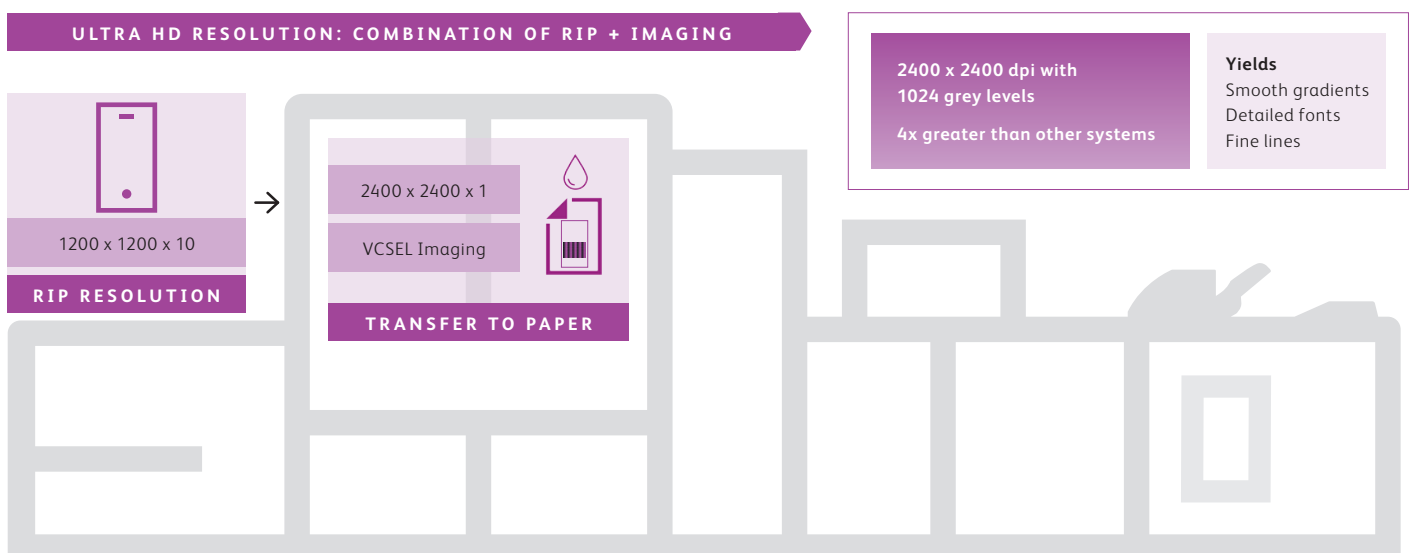 ULTRA HD RESOLUTION: COMBINATION OF RIP + IMAGING
1200 x 1200 x 10
RIP RESOLUTION
2400 x 2400 x 1
VCSEL Imaging
TRANSFER TO PAPER
2400 x 2400 dpi with
1024 grey levels
4x greater than other systems
Yields
Smooth gradients
Detailed fonts
Fine lines